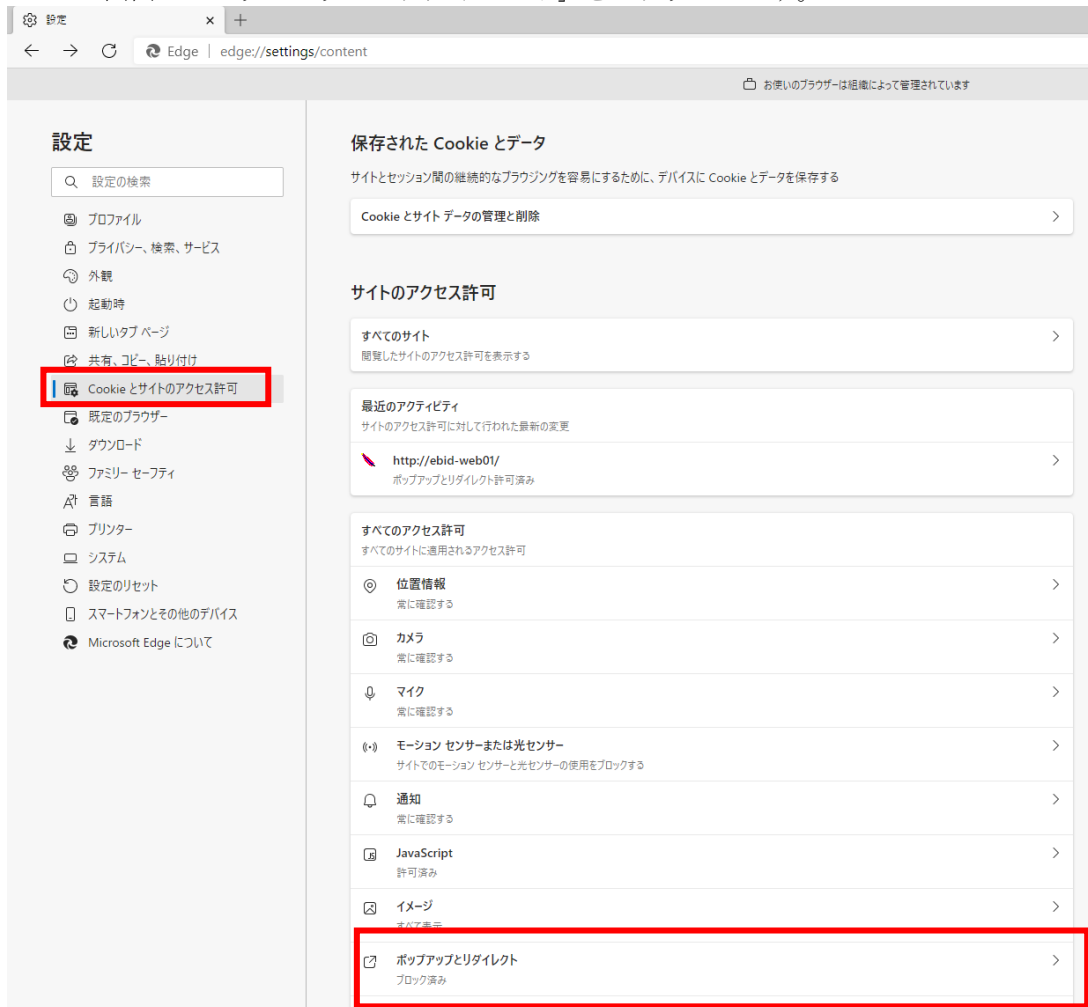 設定
Edge | edge://settings/content
お使いのブラウザーは組織によって管理されています
設定
設定の検索
プロファイル
プライバシー、検索、サービス
外観
起動時
新しいタブ ページ
共有、コピー、貼り付け
Cookie とサイトのアクセス許可
既定のブラウザー
ダウンロード
ファミリー セーフティ
言語
プリンター
システム
設定のリセット
スマートフォンとその他のデバイス
Microsoft Edge について
保存された Cookie とデータ
サイトとセッション間の継続的なブラウジングを容易にするために、デバイスに Cookie とデータを保存する
Cookie とサイト データの管理と削除
サイトのアクセス許可
すべてのサイト
閲覧したサイトのアクセス許可を表示する
最近のアクティビティ
サイトのアクセス許可に対して行われた最新の変更
http://ebid-web01/
ポップアップとリダイレクト許可済み
すべてのアクセス許可
すべてのサイトに適用されるアクセス許可
位置情報
常に確認する
カメラ
常に確認する
マイク
常に確認する
モーション センサーまたは光センサー
サイトでのモーション センサーと光センサーの使用をブロックする
通知
常に確認する
JavaScript
許可済み
イメージ
すべて表示
ポップアップとリダイレクト
ブロック済み